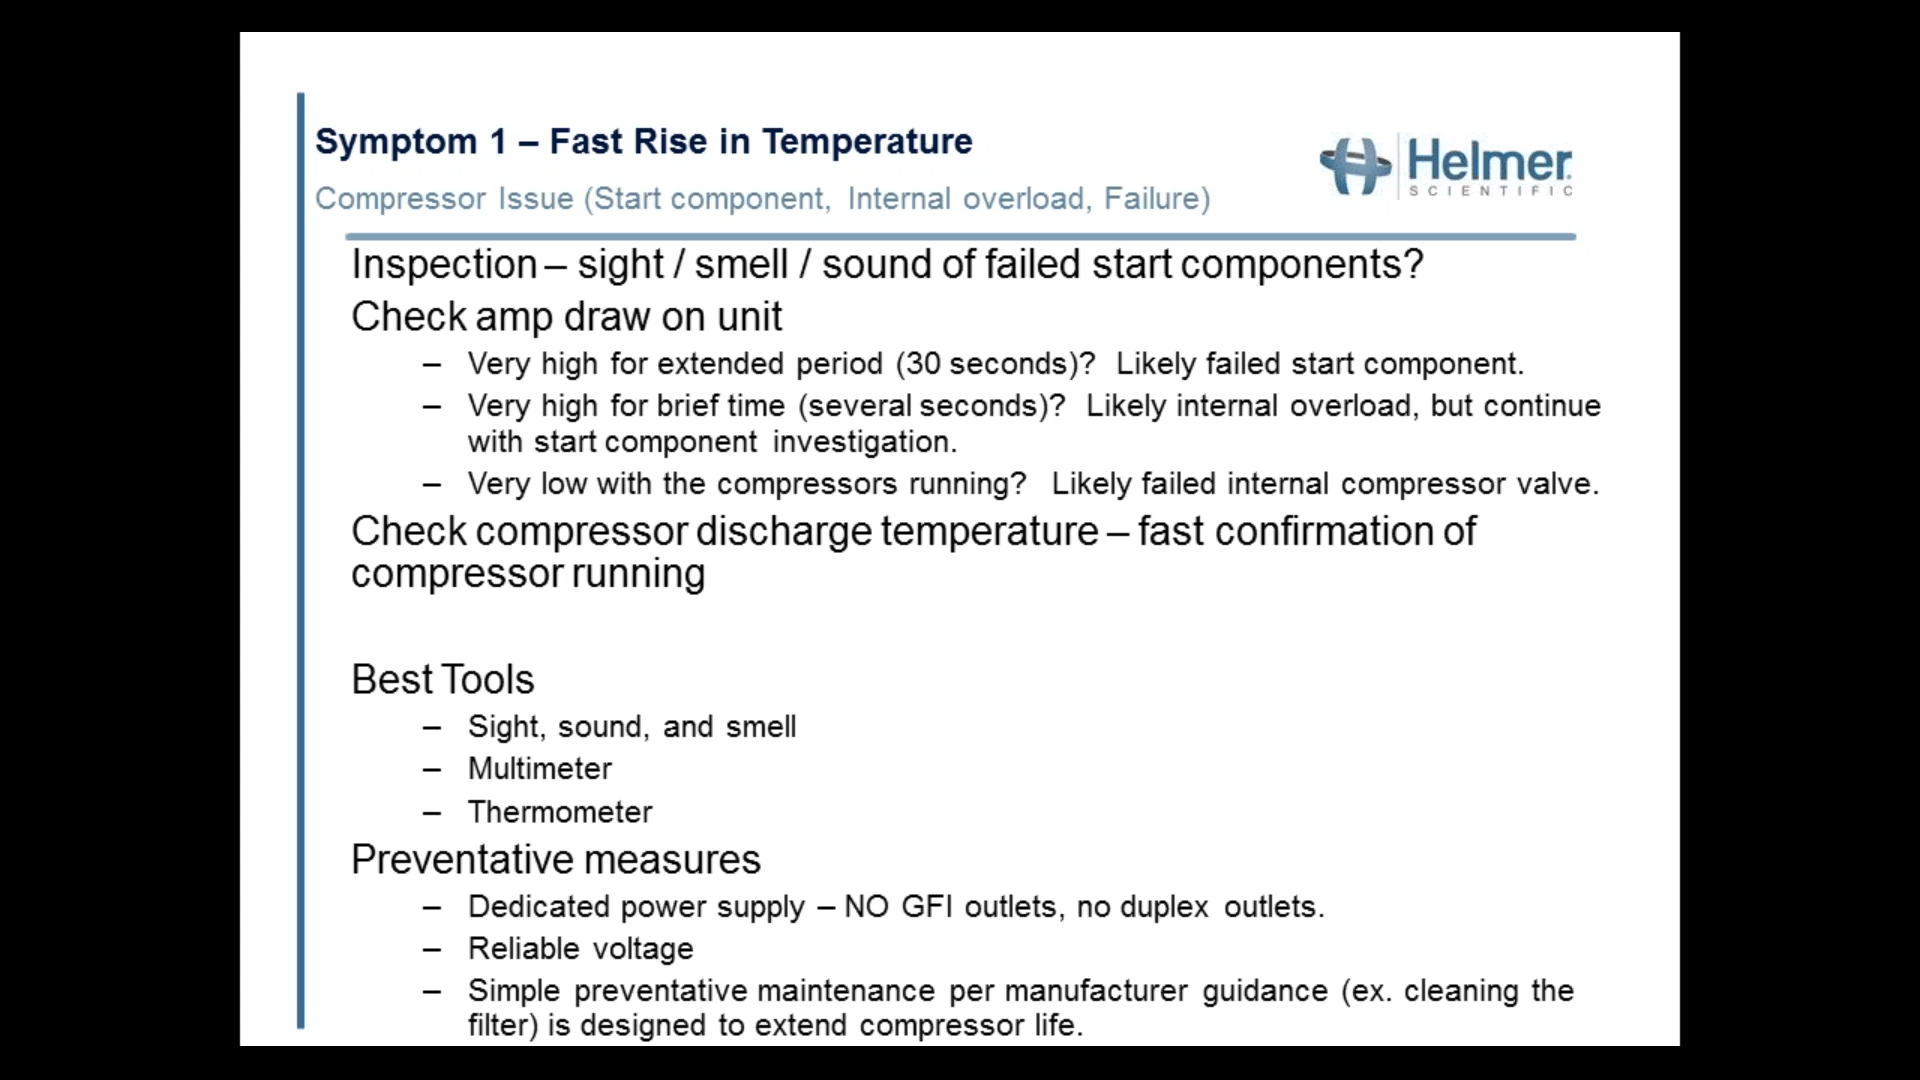 Symptom 1 – Fast Rise in Temperature
Compressor Issue (Start component, Internal overload, Failure)
Helmer
SCIENTIFIC
Inspection – sight / smell / sound of failed start components?
Check amp draw on unit
– Very high for extended period (30 seconds)? Likely failed start component.
– Very high for brief time (several seconds)? Likely internal overload, but continue
with start component investigation.
– Very low with the compressors running? Likely failed internal compressor valve.
Check compressor discharge temperature – fast confirmation of
compressor running
Best Tools
– Sight, sound, and smell
– Multimeter
– Thermometer
Preventative measures
– Dedicated power supply – NO GFI outlets, no duplex outlets.
– Reliable voltage
– Simple preventative maintenance per manufacturer guidance (ex. cleaning the
filter) is designed to extend compressor life.